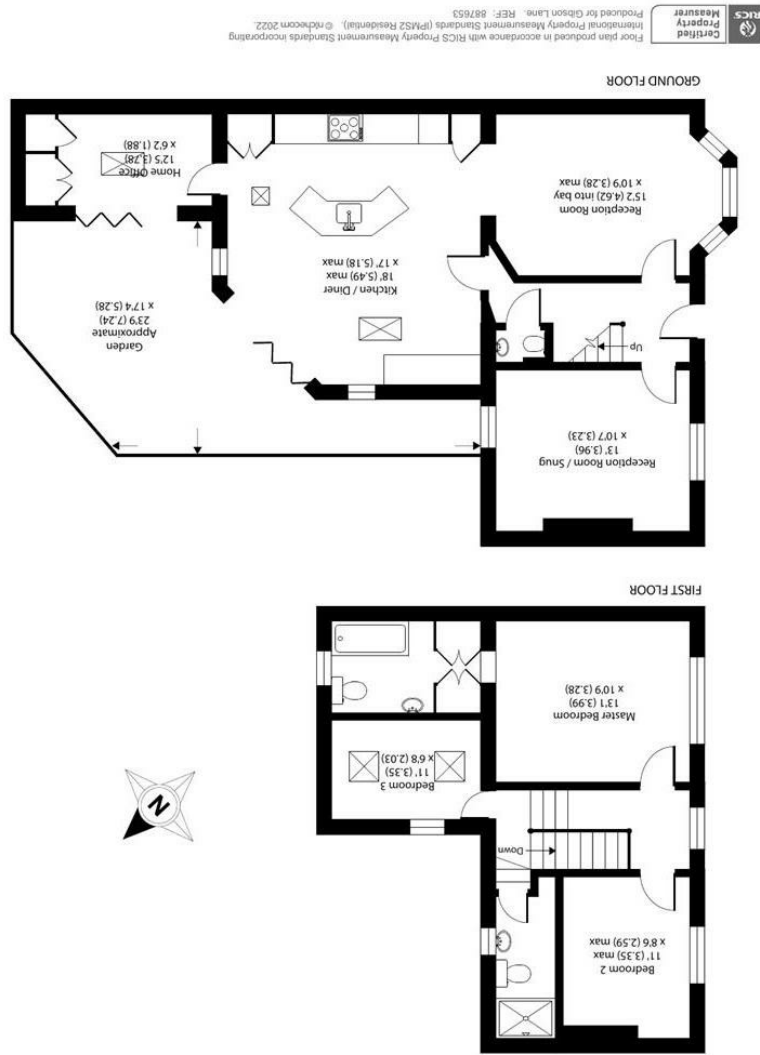 Bedroom 2
11' (3.35) max
x 8'6 (2.59) max
Down
N
Bedroom 3
11' (3.35)
x 6'8 (2.03)
Master Bedroom
13'1 (3.99)
x 10'9 (3.28)
FIRST FLOOR
Reception Room / Snug
13' (3.96)
x 10'7 (3.23)
Up
Garden
Approximate
23'9 (7.24)
x 17'4 (5.28)
Kitchen / Diner
18' (5.49) max
x 17' (5.18) max
Reception Room
15'2 (4.62) into bay
x 10'9 (3.28) max
Home Office
12'5 (3.78)
x 6'2 (1.88)
GROUND FLOOR
RICS
Certified
Property
Measurer
Floor plan produced in accordance with RICS Property Measurement Standards incorporating
International Property Measurement Standards (IPMS2 Residential). © nichecom 2022.
Produced for Gibson Lane. REF: 887653